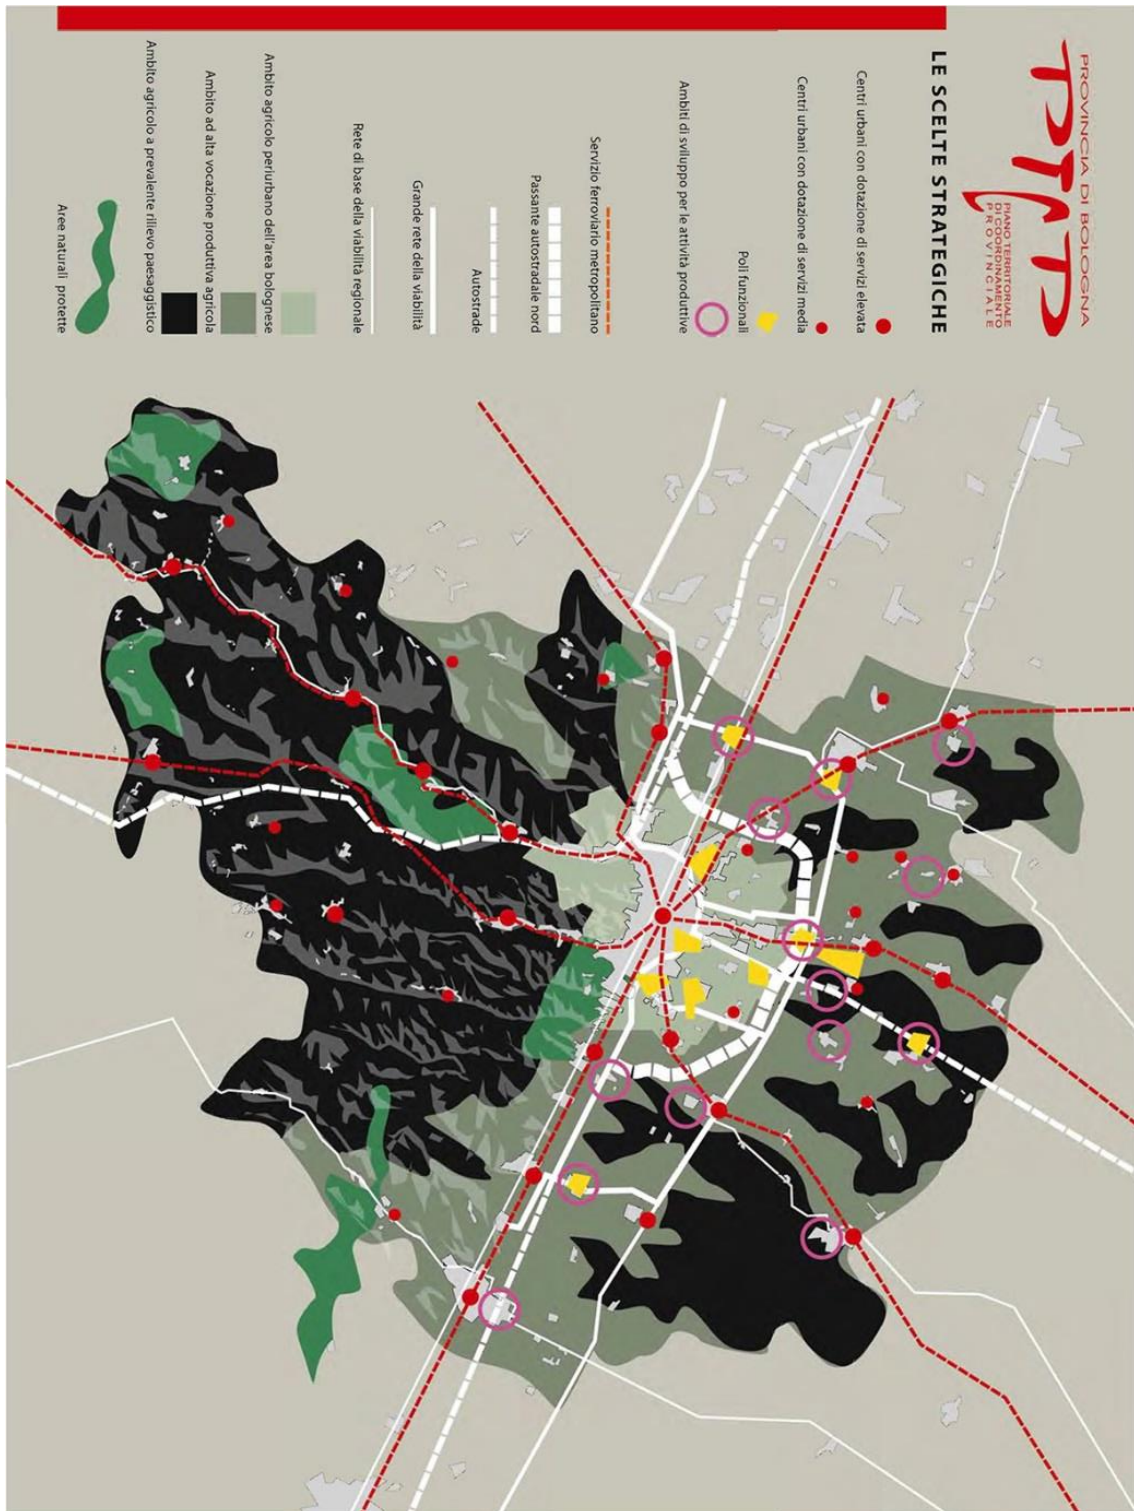 PROVINCIA DI BOLOGNA
PTCP
PIANO TERRITORIALE
DI COORDINAMENTO
PROVINCIALE
LE SCELTE STRATEGICHE
Centri urbani con dotazione di servizi elevata
Centri urbani con dotazione di servizi media
Poli funzionali
Ambiti di sviluppo per le attività produttive
Servizio ferroviario metropolitano
Passante autostradale nord
Autostrade
Grande rete della viabilità
Rete di base della viabilità regionale
Ambito agricolo periurbano dell'area bolognese
Ambito ad alta vocazione produttiva agricola
Ambito agricolo a prevalente rilievo paesaggistico
Aree naturali protette